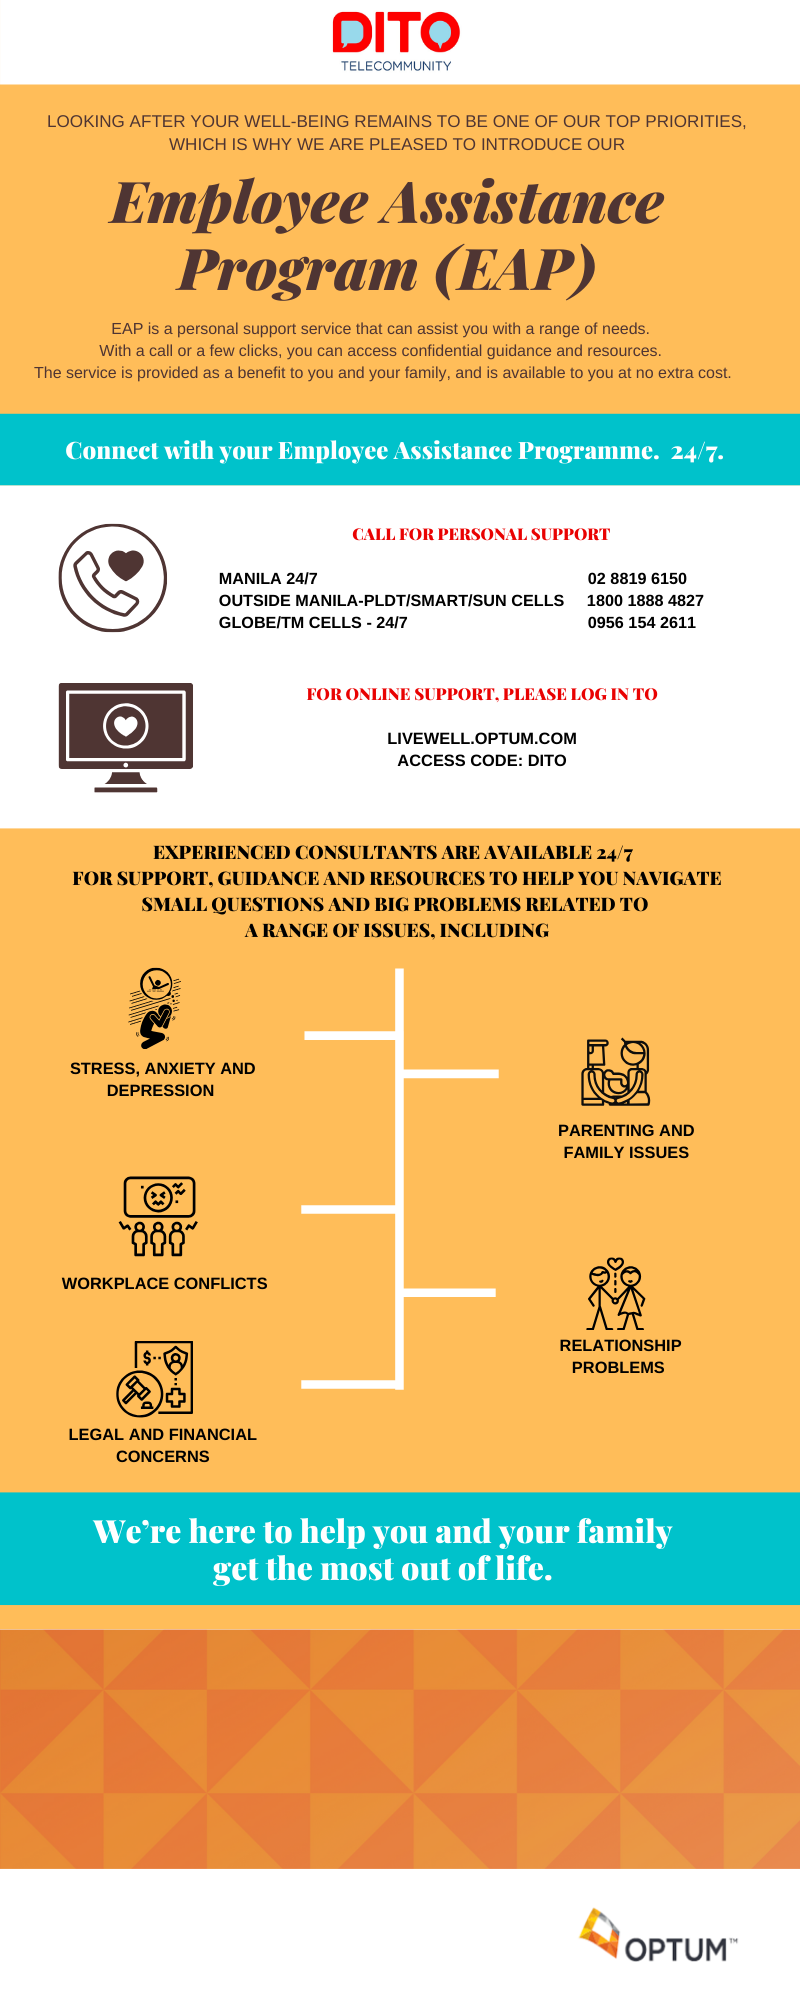 DITO
TELECOMMUNITY
LOOKING AFTER YOUR WELL-BEING REMAINS TO BE ONE OF OUR TOP PRIORITIES,
WHICH IS WHY WE ARE PLEASED TO INTRODUCE OUR
Employee Assistance
Program (EAP)
EAP is a personal support service that can assist you with a range of needs.
With a call or a few clicks, you can access confidential guidance and resources.
The service is provided as a benefit to you and your family, and is available to you at no extra cost.
Connect with your Employee Assistance Programme. 24/7.
CALL FOR PERSONAL SUPPORT
MANILA 24/7 02 8819 6150
OUTSIDE MANILA-PLDT/SMART/SUN CELLS 1800 1888 4827
GLOBE/TM CELLS - 24/7 0956 154 2611
FOR ONLINE SUPPORT, PLEASE LOG IN TO
LIVEWELL.OPTUM.COM
ACCESS CODE: DITO
EXPERIENCED CONSULTANTS ARE AVAILABLE 24/7
FOR SUPPORT, GUIDANCE AND RESOURCES TO HELP YOU NAVIGATE
SMALL QUESTIONS AND BIG PROBLEMS RELATED TO
A RANGE OF ISSUES, INCLUDING
STRESS, ANXIETY AND
DEPRESSION
PARENTING AND
FAMILY ISSUES
WORKPLACE CONFLICTS
RELATIONSHIP
PROBLEMS
$
LEGAL AND FINANCIAL
CONCERNS
We're here to help you and your family
get the most out of life.
OPTUM™